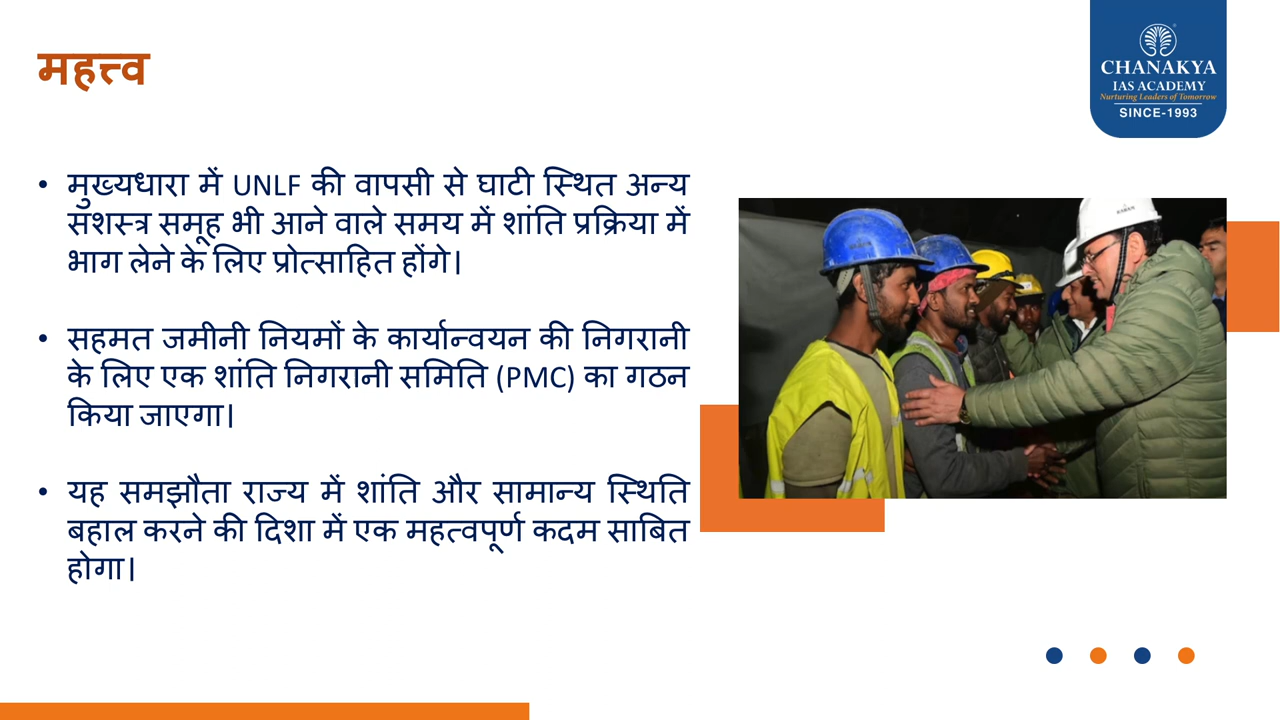 महत्त्व
CHANAKYA
IAS ACADEMY
Nurturing Leaders of Tomorrow
SINCE-1993
• मुख्यधारा में UNLF की वापसी से घाटी स्थित अन्य
सशस्त्र समूह भी आने वाले समय में शांति प्रक्रिया में
भाग लेने के लिए प्रोत्साहित होंगे।
• सहमत जमीनी नियमों के कार्यान्वयन की निगरानी
के लिए एक शांति निगरानी समिति (PMC) का गठन
किया जाएगा।
• यह समझौता राज्य में शांति और सामान्य स्थिति
बहाल करने की दिशा में एक महत्वपूर्ण कदम साबित
होगा।